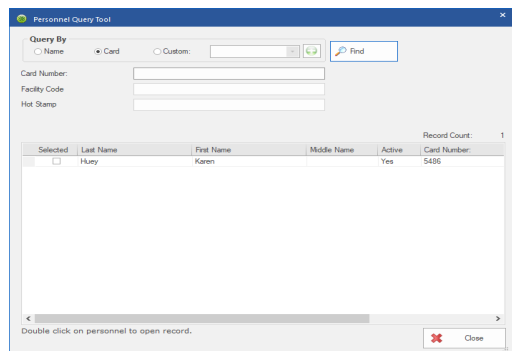 Personnel Query Tool
Query By
Name Card Custom: Find
Card Number:
Facility Code
Hot Stamp
Record Count: 1
Selected Last Name First Name Middle Name Active Card Number:
Huey Karen Yes 5486
Double click on personnel to open record.
Close